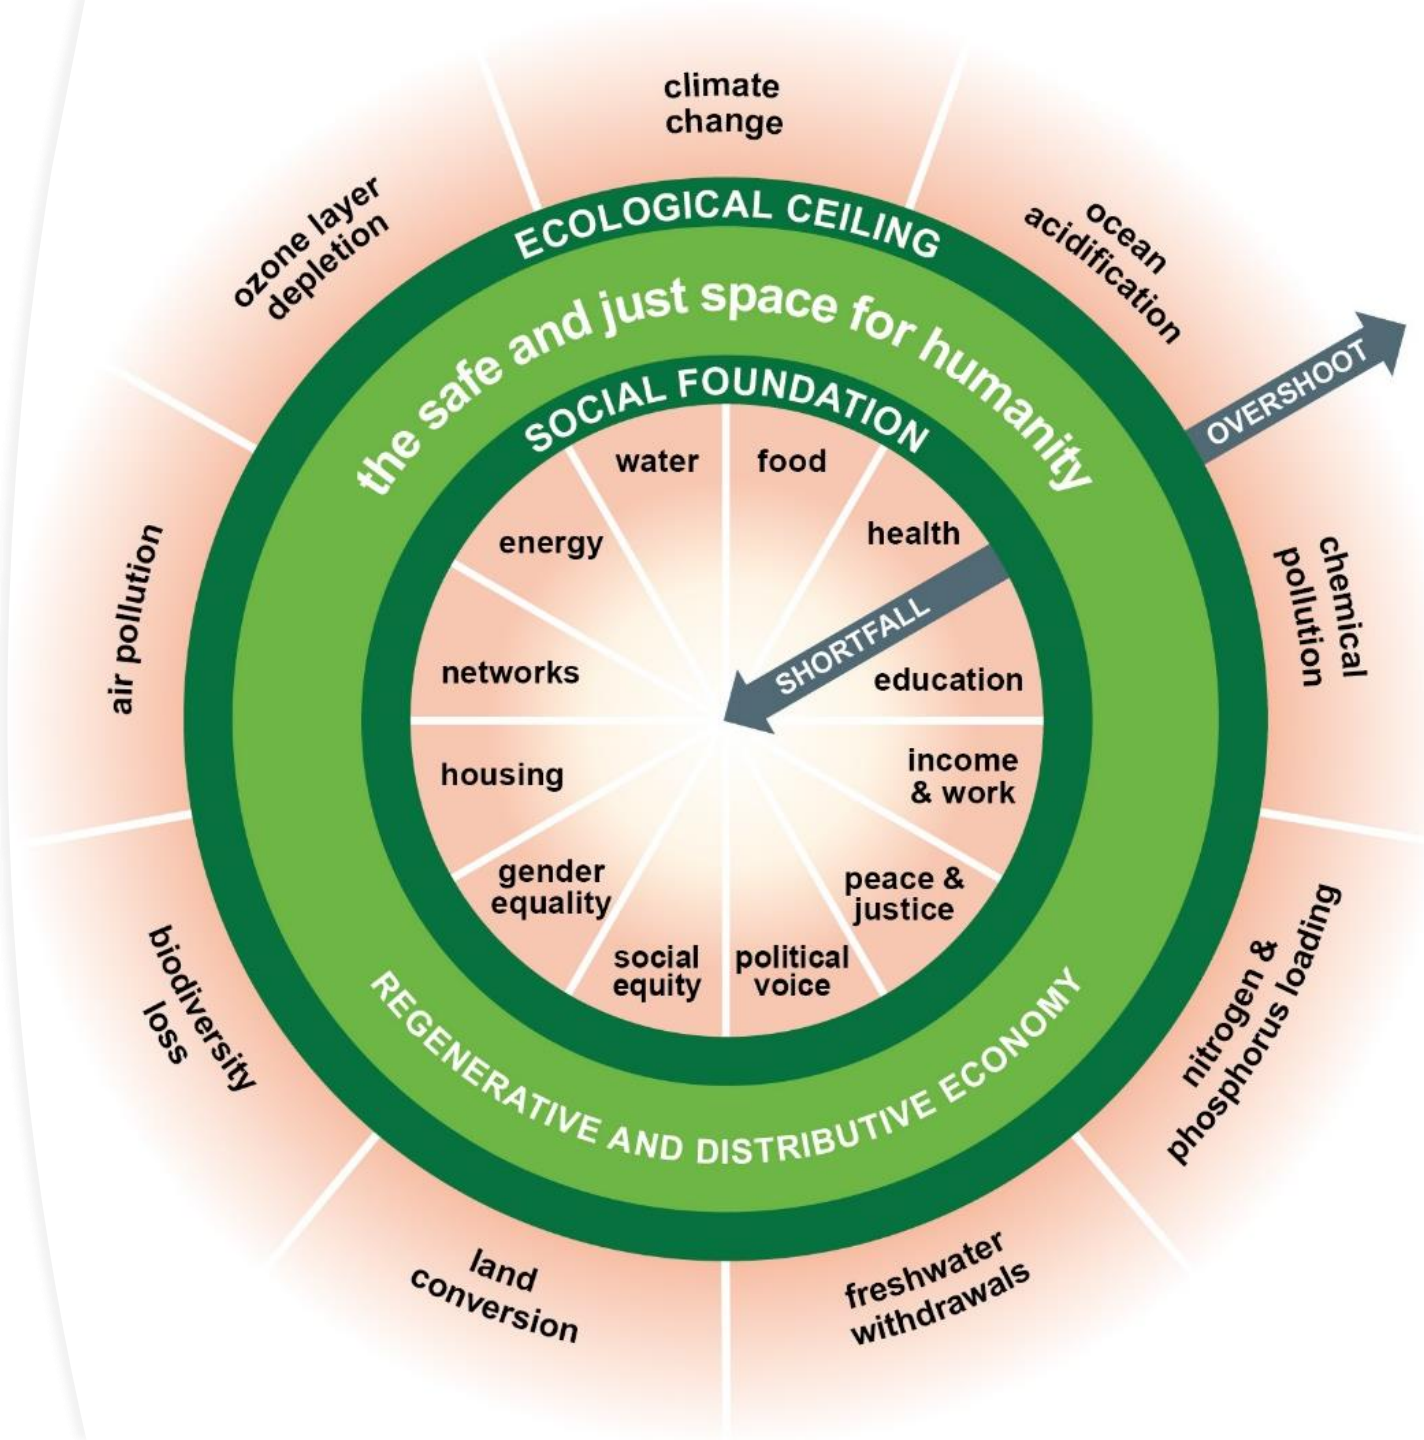 climate
change
ocean
acidification
OVERSHOOT
chemical
pollution
nitrogen &
phosphorus loading
freshwater
withdrawals
land
conversion
biodiversity
loss
air pollution
ozone layer
depletion
ECOLOGICAL CEILING
the safe and just space for humanity
SOCIAL FOUNDATION
water
food
health
SHORTFALL
education
income
& work
peace &
justice
political
voice
social
equity
gender
equality
housing
networks
energy
REGENERATIVE AND DISTRIBUTIVE ECONOMY